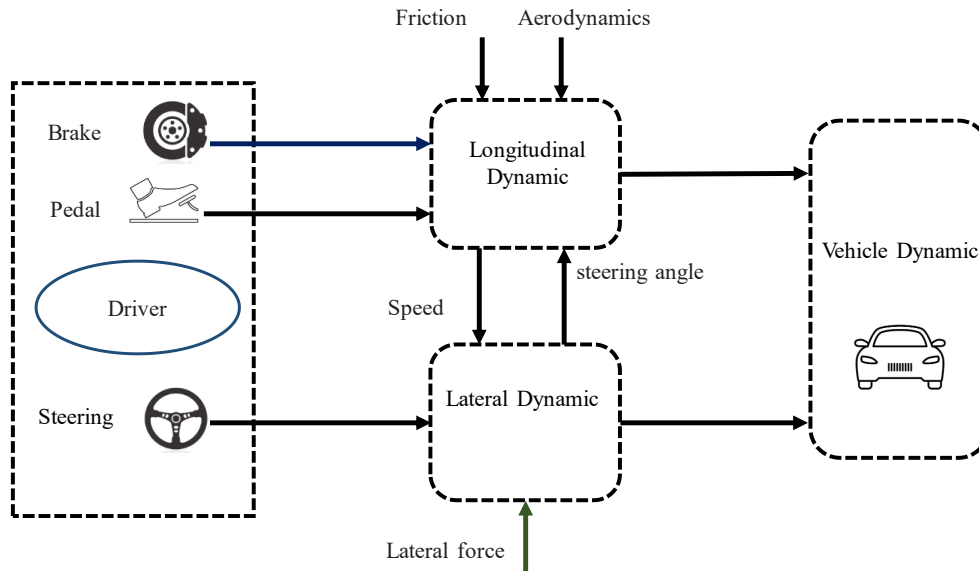 Friction
Aerodynamics
Brake
Longitudinal
Dynamic
Pedal
Vehicle Dynamic
steering angle
Driver
Speed
Lateral Dynamic
Steering
Lateral force